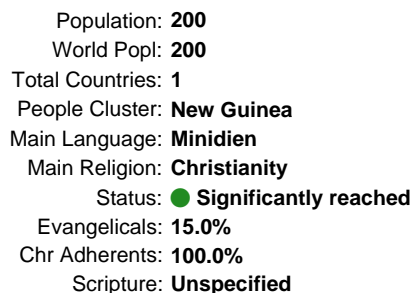 Population: 200
World Popl: 200
Total Countries: 1
People Cluster: New Guinea
Main Language: Minidien
Main Religion: Christianity
Status: Significantly reached
Evangelicals: 15.0%
Chr Adherents: 100.0%
Scripture: Unspecified